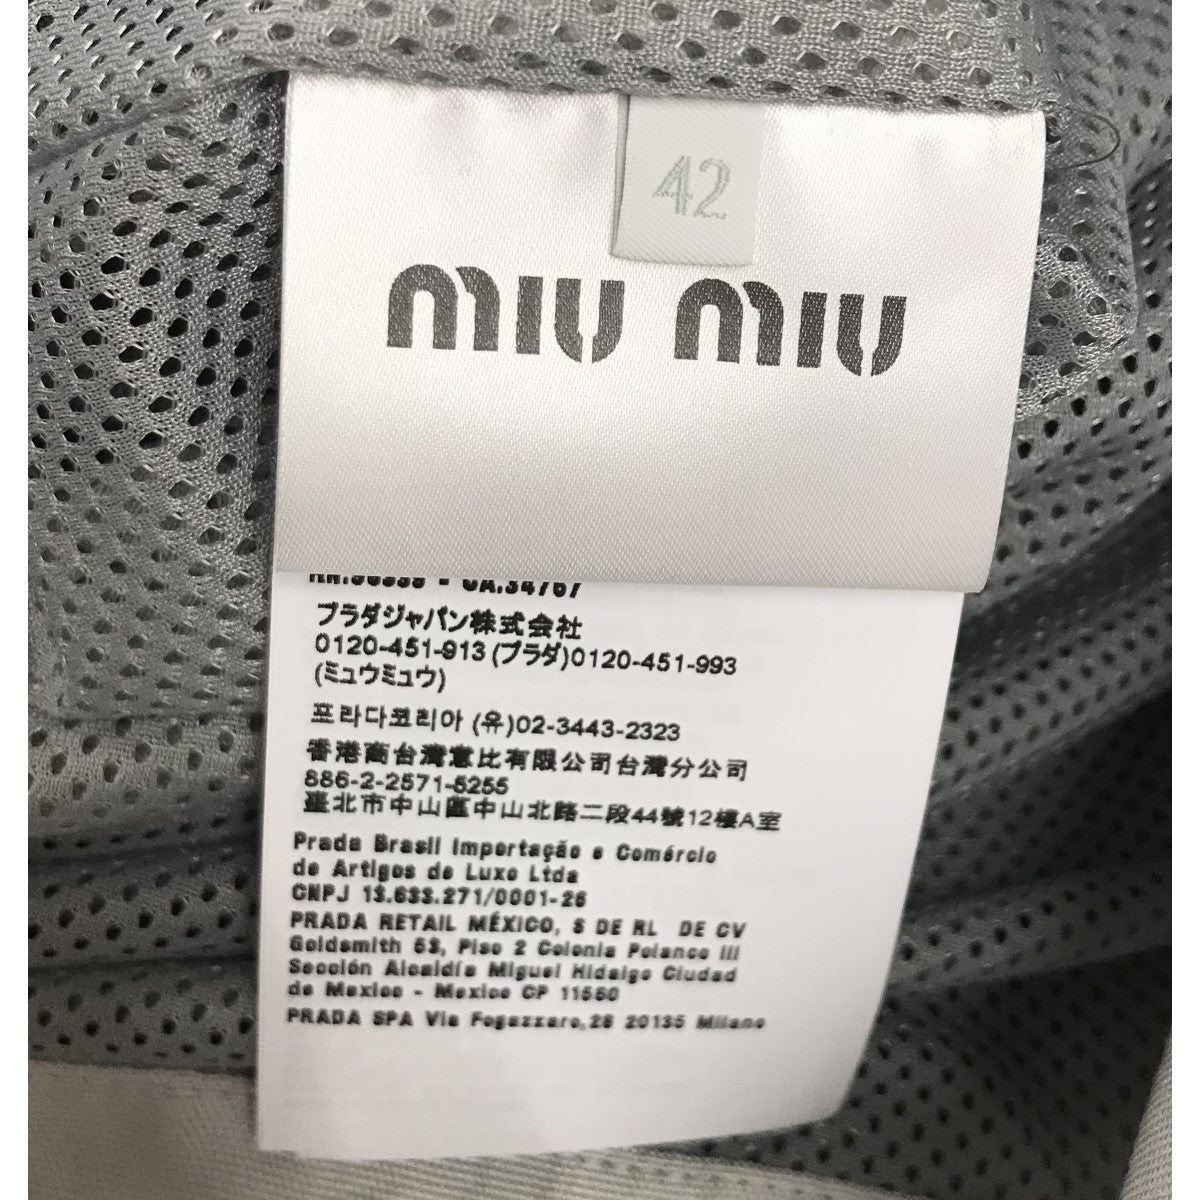 42
miu miu
RN.96939 - CA.34767
プラダジャパン株式会社
0120-451-913 (プラダ)0120-451-993
(ミュウミュウ)
프라다코리아 (유)02-3443-2323
香港商台灣意比有限公司台灣分公司
886-2-2571-5255
臺北市中山區中山北路二段44號12樓A室
Prada Brasil Importação e Comércio
de Artigos de Luxo Ltda
CNPJ 13.633.271/0001-26
PRADA RETAIL MÉXICO, S DE RL DE CV
Goldsmith 53, Piso 2 Colonia Polanco III
Sección Alcaldía Miguel Hidalgo Ciudad
de Mexico - Mexico CP 11560
PRADA SPA Via Fogazzaro,28 20135 Milano